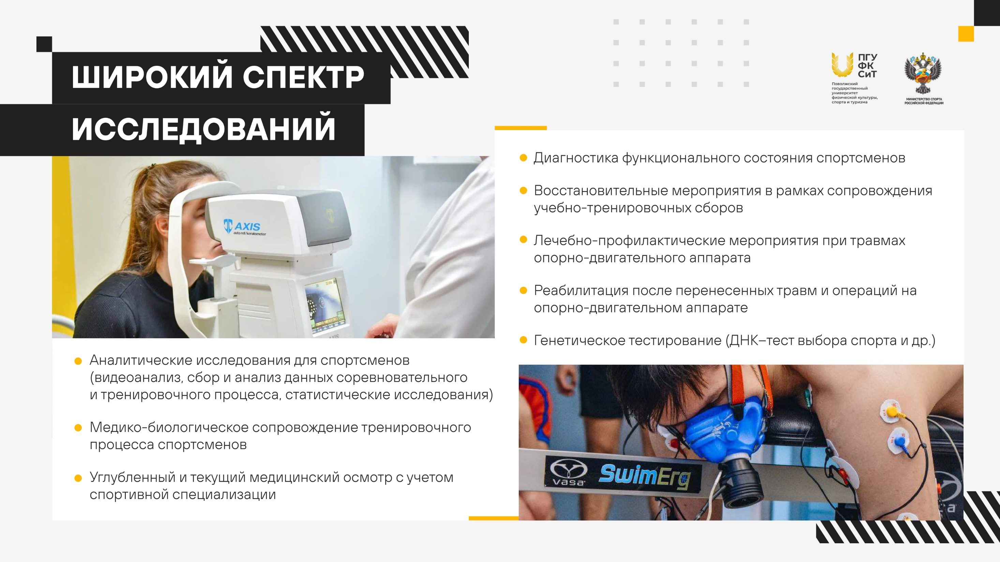 ШИРОКИЙ СПЕКТР
ИССЛЕДОВАНИЙ
ПГУ
ФК
СиТ
Поволжский
государственный
университет
физической культуры,
спорта и туризма
МИНИСТЕРСТВО СПОРТА
РОССИЙСКОЙ ФЕДЕРАЦИИ
AXIS
auto ref/keratometer
AXIS
Аналитические исследования для спортсменов
(видеоанализ, сбор и анализ данных соревновательного
и тренировочного процесса, статистические исследования)
Медико-биологическое сопровождение тренировочного
процесса спортсменов
Углубленный и текущий медицинский осмотр с учетом
спортивной специализации
Диагностика функционального состояния спортсменов
Восстановительные мероприятия в рамках сопровождения
учебно-тренировочных сборов
Лечебно-профилактические мероприятия при травмах
опорно-двигательного аппарата
Реабилитация после перенесенных травм и операций на
опорно-двигательном аппарате
Генетическое тестирование (ДНК–тест выбора спорта и др.)
vasa
SwimErg